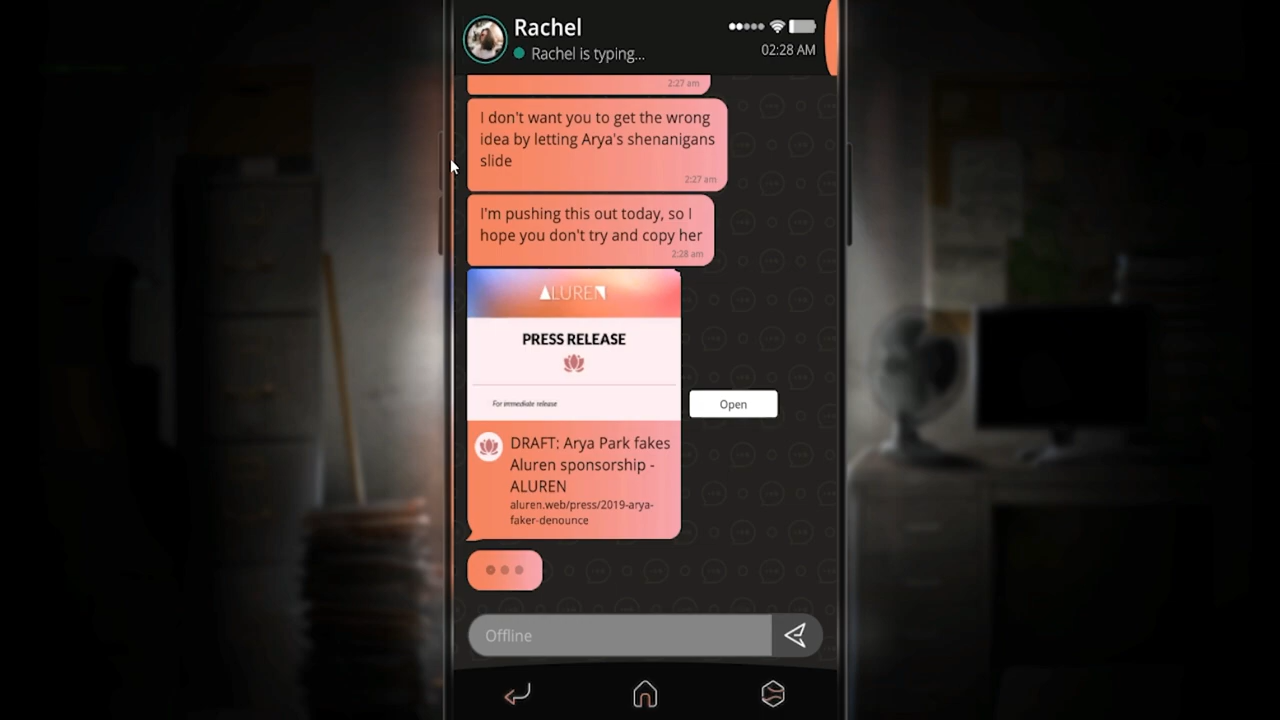 Rachel
Rachel is typing...
02:28 AM
2:27 am
I don't want you to get the wrong
idea by letting Arya's shenanigans
slide
2:27 am
I'm pushing this out today, so I
hope you don't try and copy her
2:28 am
ALUREN
PRESS RELEASE
For immediate release
Open
DRAFT: Arya Park fakes
Aluren sponsorship -
ALUREN
aluren.web/press/2019-arya-
faker-denounce
Offline